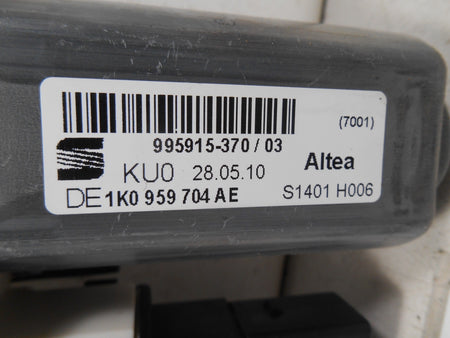 (7001)
995915-370 / 03
KU0 28.05.10 Altea
DE 1K0 959 704 AE S1401 H006